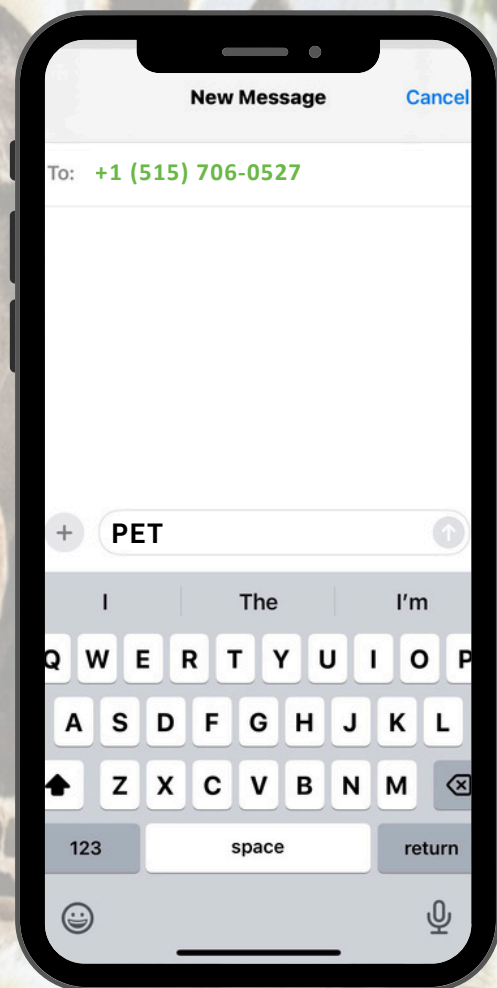 New Message Cancel
To: +1 (515) 706-0527
+ PET
I The I'm
Q W E R T Y U I O P
A S D F G H J K L
Z X C V B N M
123 space return